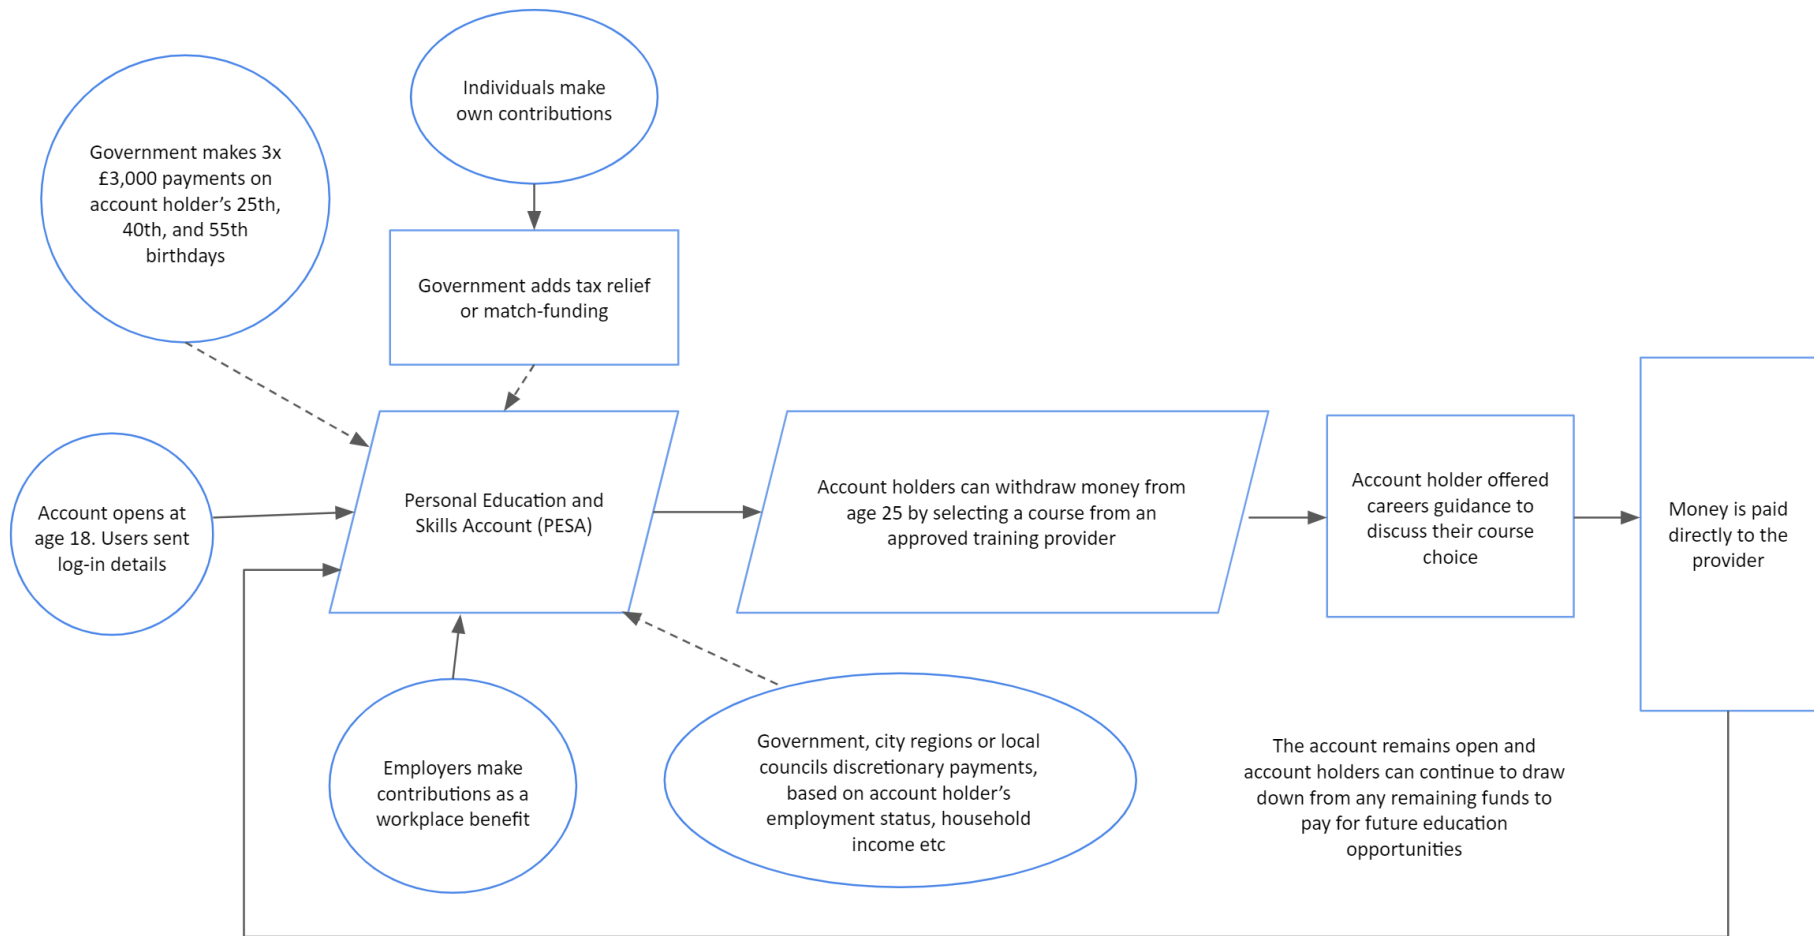 Individuals make
own contributions
Government makes 3x
£3,000 payments on
account holder’s 25th,
40th, and 55th
birthdays
Government adds tax relief
or match-funding
Account opens at
age 18. Users sent
log-in details
Personal Education and
Skills Account (PESA)
Account holders can withdraw money from
age 25 by selecting a course from an
approved training provider
Account holder offered
careers guidance to
discuss their course
choice
Money is paid
directly to the
provider
Employers make
contributions as a
workplace benefit
Government, city regions or local
councils discretionary payments,
based on account holder’s
employment status, household
income etc
The account remains open and
account holders can continue to draw
down from any remaining funds to
pay for future education
opportunities